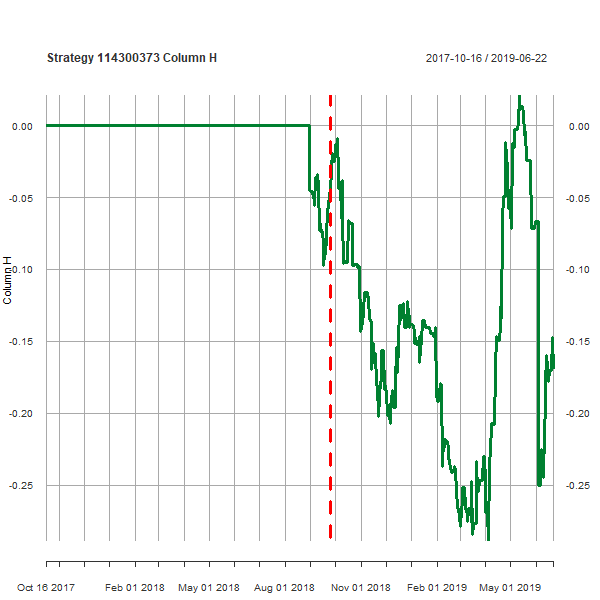 Strategy 114300373 Column H
2017-10-16 / 2019-06-22
0.00 0.00
-0.05 -0.05
-0.10 -0.10
-0.15 -0.15
-0.20 -0.20
-0.25 -0.25
Column H
Oct 16 2017 Feb 01 2018 May 01 2018 Aug 01 2018 Nov 01 2018 Feb 01 2019 May 01 2019